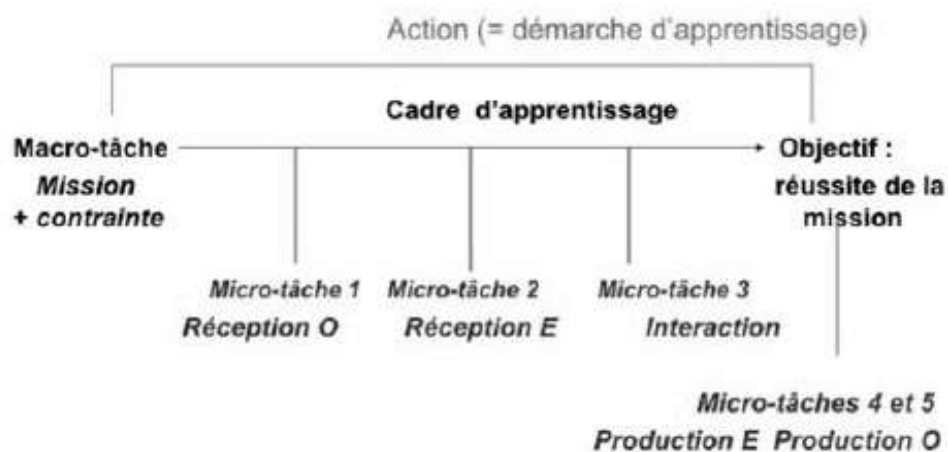 Action (= démarche d'apprentissage)
Cadre d'apprentissage
Macro-tâche
Objectif :
Mission
réussite de la
+ contrainte
mission
Micro-tâche 1 Micro-tâche 2 Micro-tâche 3
Réception O Réception E Interaction
Micro-tâches 4 et 5
Production E Production O